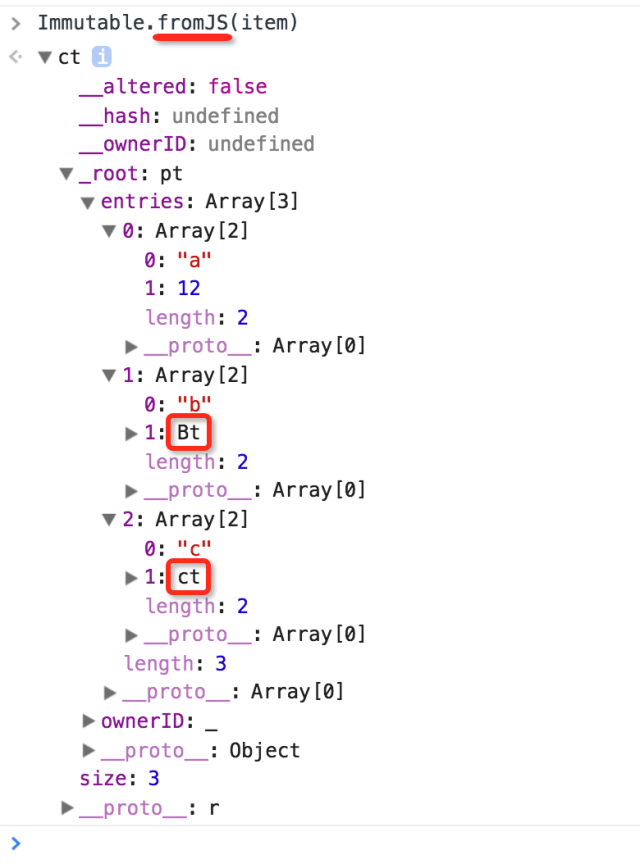 Immutable.fromJS(item)
ct i
__altered: false
__hash: undefined
__ownerID: undefined
_root: pt
entries: Array[3]
0: Array[2]
0: "a"
1: 12
length: 2
__proto__: Array[0]
1: Array[2]
0: "b"
1: Bt
length: 2
__proto__: Array[0]
2: Array[2]
0: "c"
1: ct
length: 2
__proto__: Array[0]
length: 3
__proto__: Array[0]
ownerID: _
__proto__: Object
size: 3
__proto__: r